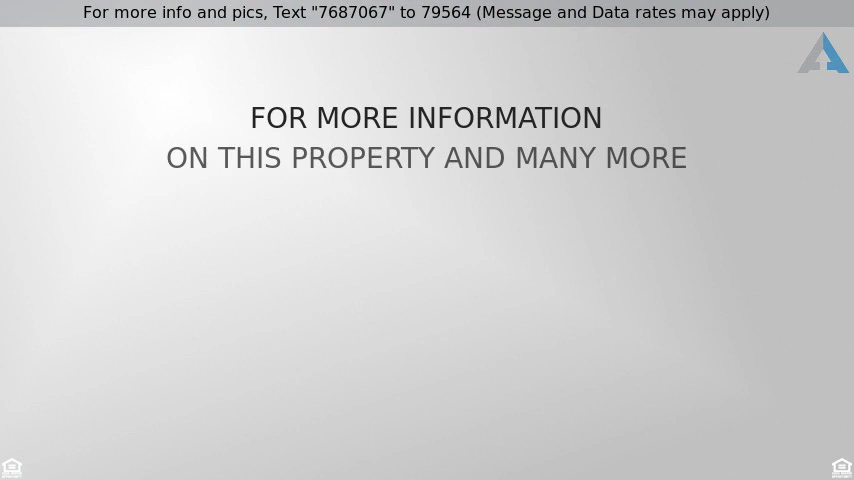 For more info and pics, Text "7687067" to 79564 (Message and Data rates may apply)
FOR MORE INFORMATION
ON THIS PROPERTY AND MANY MORE